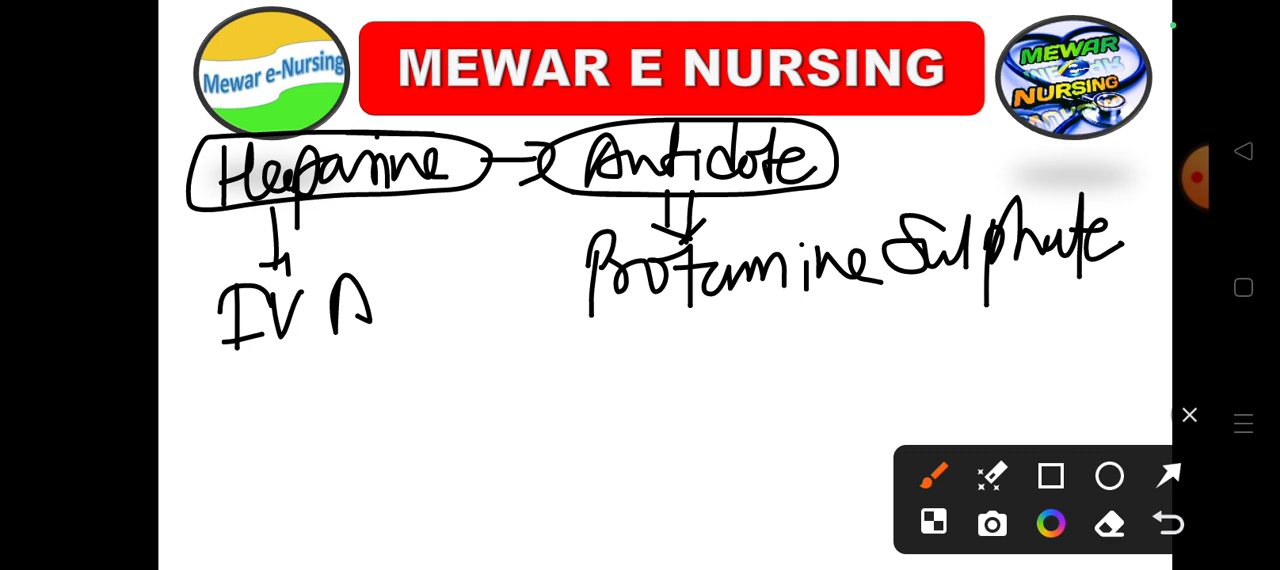 Mewar e-Nursing
MEWAR E NURSING
MEWAR
NURSING
Heparine → Antidote
Protamine Sulphate
IV A